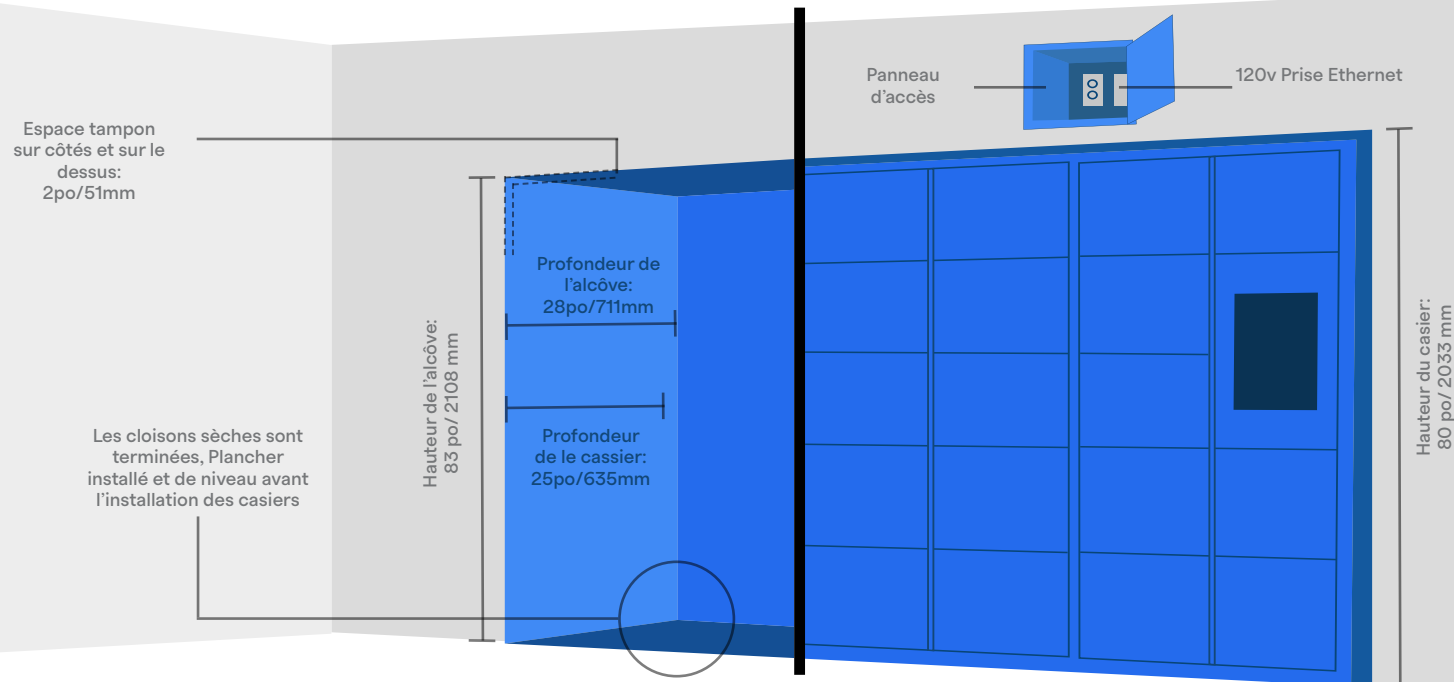 Espace tampon
sur côtés et sur le
dessus:
2po/51mm
Les cloisons sèches sont
terminées, Plancher
installé et de niveau avant
l'installation des casiers
Hauteur de l'alcôve:
83 po/ 2108 mm
Profondeur de
l'alcôve:
28po/711mm
Profondeur
de le cassier:
25po/635mm
Panneau
d'accès
120v Prise Ethernet
Hauteur du casier:
80 po/ 2033 mm